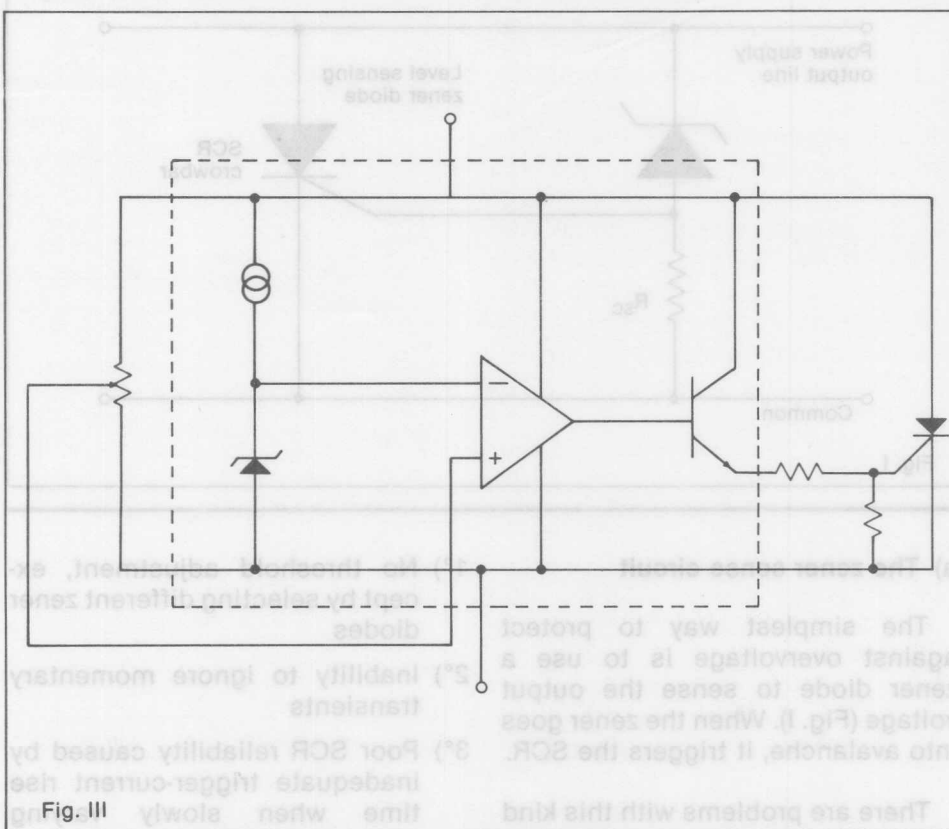 Power supply
output line
Level sensing
zener diode
SCR
crowbar
Rsc
−
+
Common
Fig. I
a) The zener sense circuit
The simplest way to protect
against overvoltage is to use a
zener diode to sense the output
voltage (Fig. I). When the zener goes
into avalanche, it triggers the SCR.
There are problems with this kind
1°) No threshold adjustment, ex-
cept by selecting different zener
diodes
2°) Inability to ignore momentary
transients
3°) Poor SCR reliability caused by
inadequate trigger-current rise
time when slowly varying
Fig. III